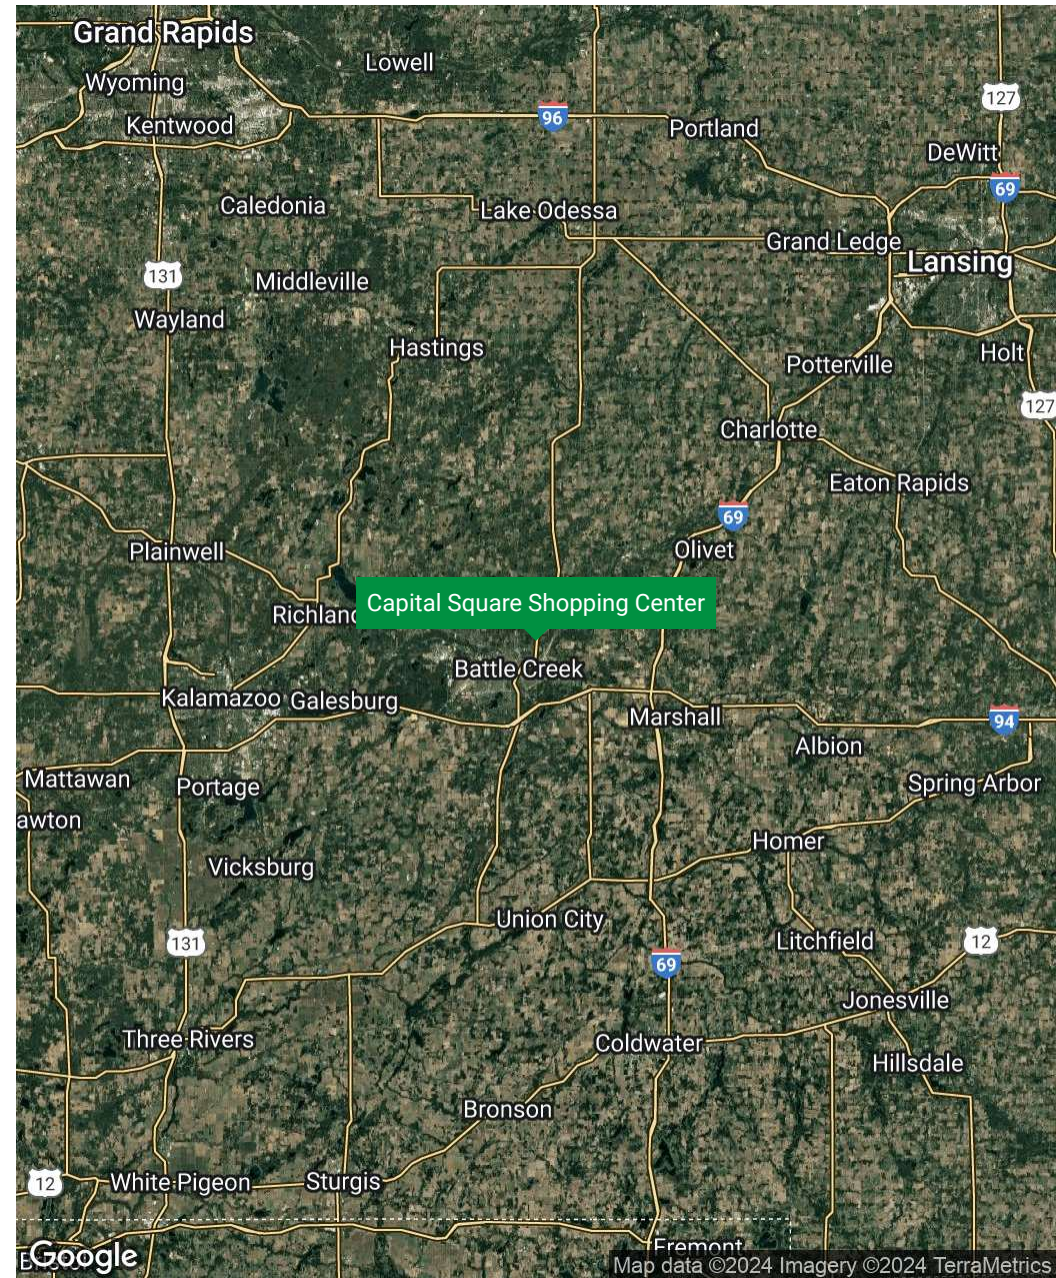 Grand Rapids
Lowell
Wyoming
127
96
Kentwood
Portland
DeWitt
69
Caledonia
Lake Odessa
Grand Ledge
Lansing
131
Middleville
Wayland
Hastings
Holt
Potterville
127
Charlotte
Eaton Rapids
69
Plainwell
Olivet
Capital Square Shopping Center
Richland
Battle Creek
Kalamazoo
Galesburg
Marshall
94
Albion
Mattawan
Portage
Spring Arbor
awton
Homer
Vicksburg
Union City
131
Litchfield
12
69
Jonesville
Three Rivers
Coldwater
Hillsdale
Bronson
12
White Pigeon
Sturgis
Fremont
Google
Map data ©2024 Imagery ©2024 TerraMetrics